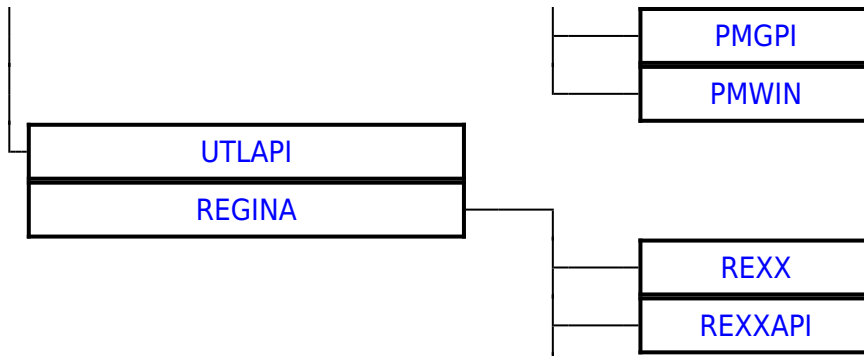 PMGPI
PMWIN
UTLAPI
REGINA
REXX
REXXAPI